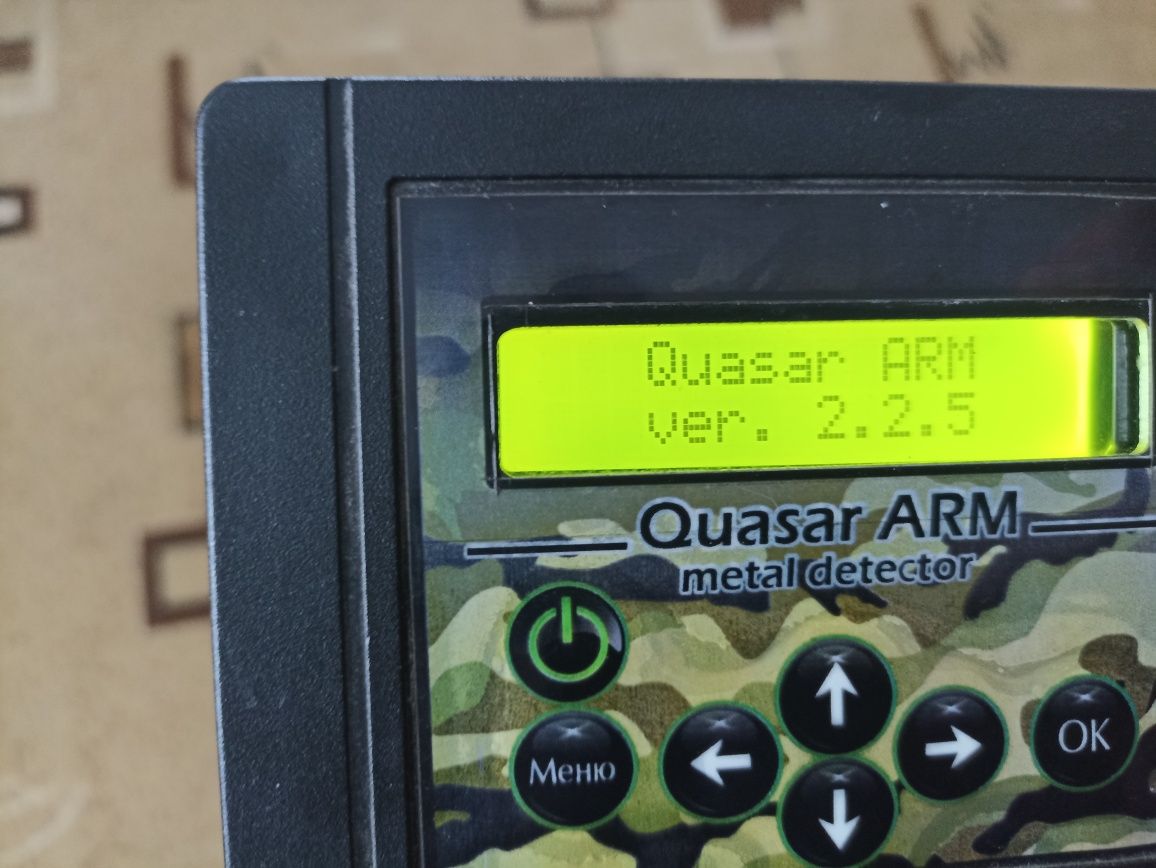 Quasar ARM
ver. 2.2.5
Quasar ARM
metal detector
Меню
OK